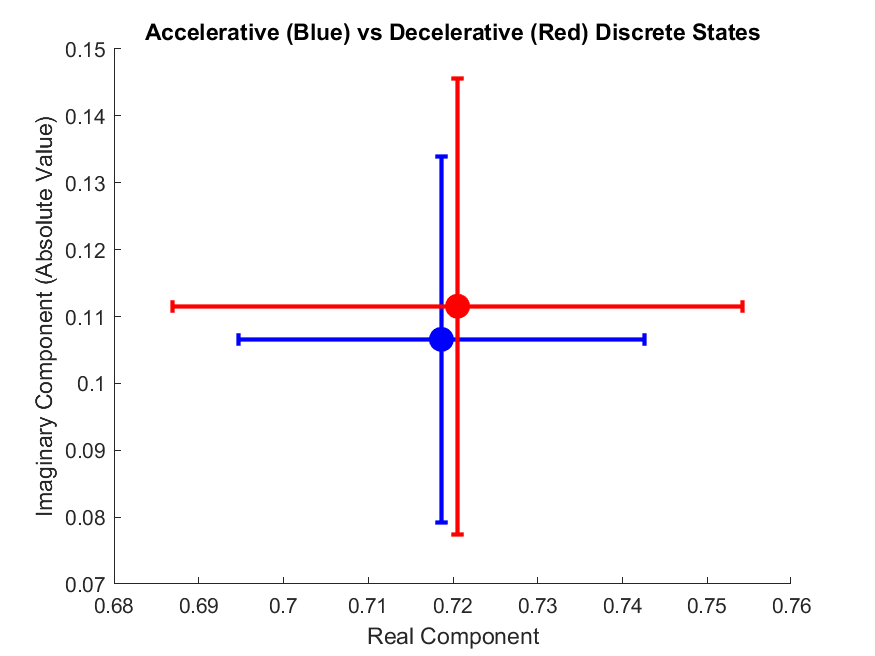 Accelerative (Blue) vs Decelerative (Red) Discrete States
Imaginary Component (Absolute Value)
0.15
0.14
0.13
0.12
0.11
0.1
0.09
0.08
0.07
0.68 0.69 0.7 0.71 0.72 0.73 0.74 0.75 0.76
Real Component